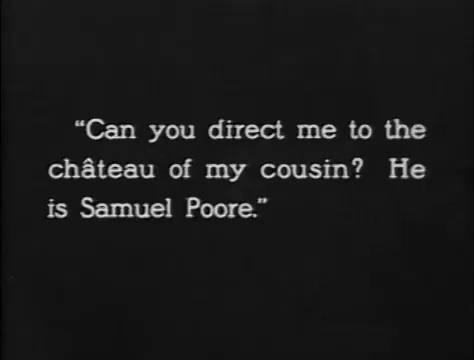 “Can you direct me to the
château of my cousin? He
is Samuel Poore.”